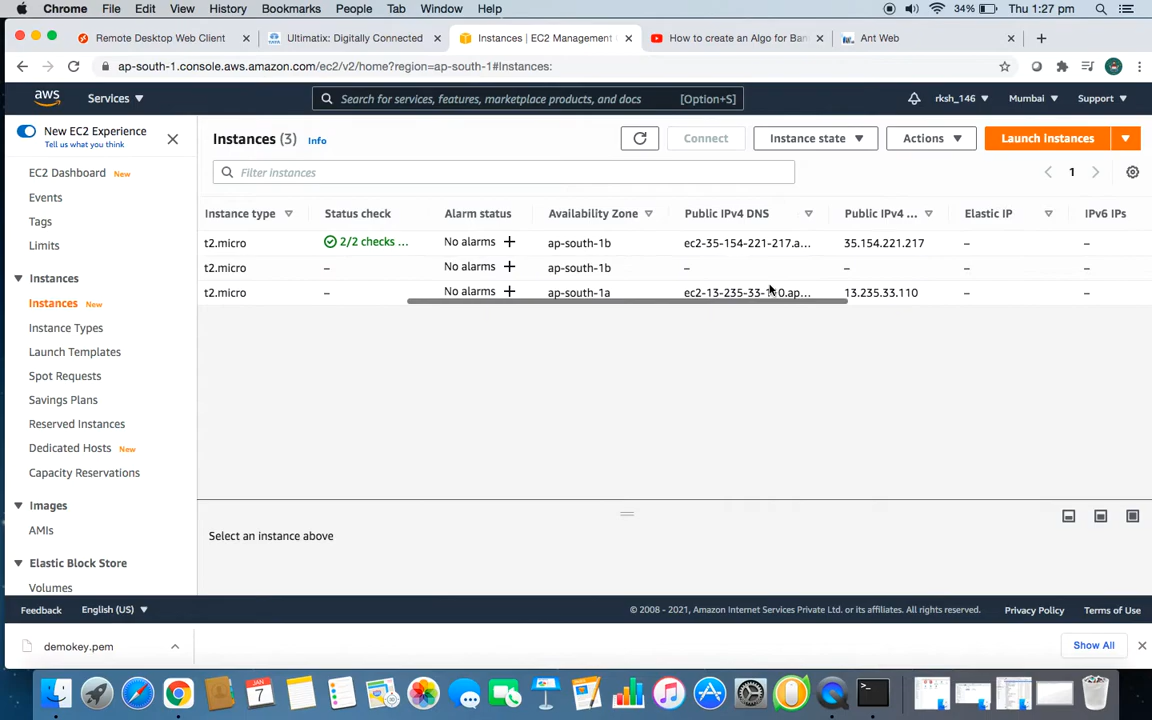 Chrome File Edit View History Bookmarks People Tab Window Help 34% Thu 1:27 pm
Remote Desktop Web Client Ultimatix: Digitally Connected Instances | EC2 Management How to create an Algo for Ban Ant Web
ap-south-1.console.aws.amazon.com/ec2/v2/home?region=ap-south-1#Instances:
aws Services Search for services, features, marketplace products, and docs [Option+S] rksh_146 Mumbai Support
New EC2 Experience
Tell us what you think
EC2 Dashboard New
Events
Tags
Limits
Instances
Instances New
Instance Types
Launch Templates
Spot Requests
Savings Plans
Reserved Instances
Dedicated Hosts New
Capacity Reservations
Images
AMIs
Elastic Block Store
Volumes
Instances (3) Info Connect Instance state Actions Launch instances
Filter instances 1
Instance type Status check Alarm status Availability Zone Public IPv4 DNS Public IPv4 ... Elastic IP IPv6 IPs
t2.micro 2/2 checks ... No alarms + ap-south-1b ec2-35-154-221-217.a... 35.154.221.217 – –
t2.micro – No alarms + ap-south-1b – – – –
t2.micro – No alarms + ap-south-1a ec2-13-235-33-110.ap... 13.235.33.110 – –
Select an instance above
Feedback English (US) © 2008 - 2021, Amazon Internet Services Private Ltd. or its affiliates. All rights reserved. Privacy Policy Terms of Use
demokey.pem Show All
JAN
7